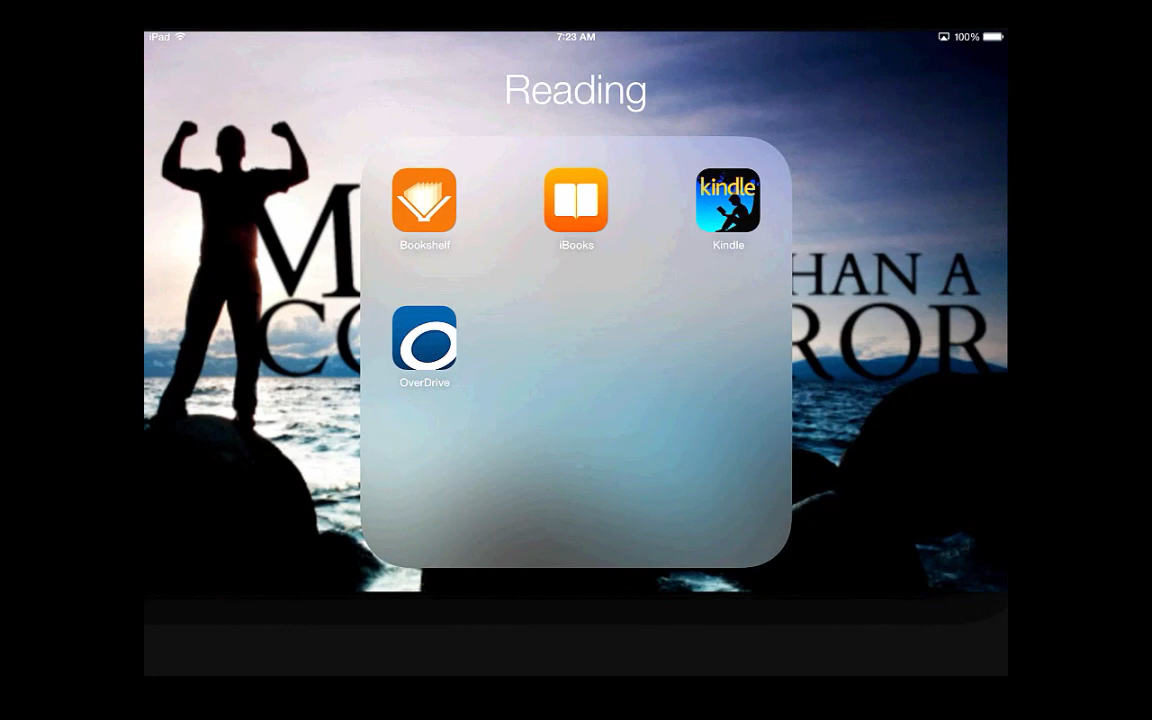 iPad 7:23 AM 100%
Reading
kindle
Bookshelf iBooks Kindle
HAN A
ROR
OverDrive